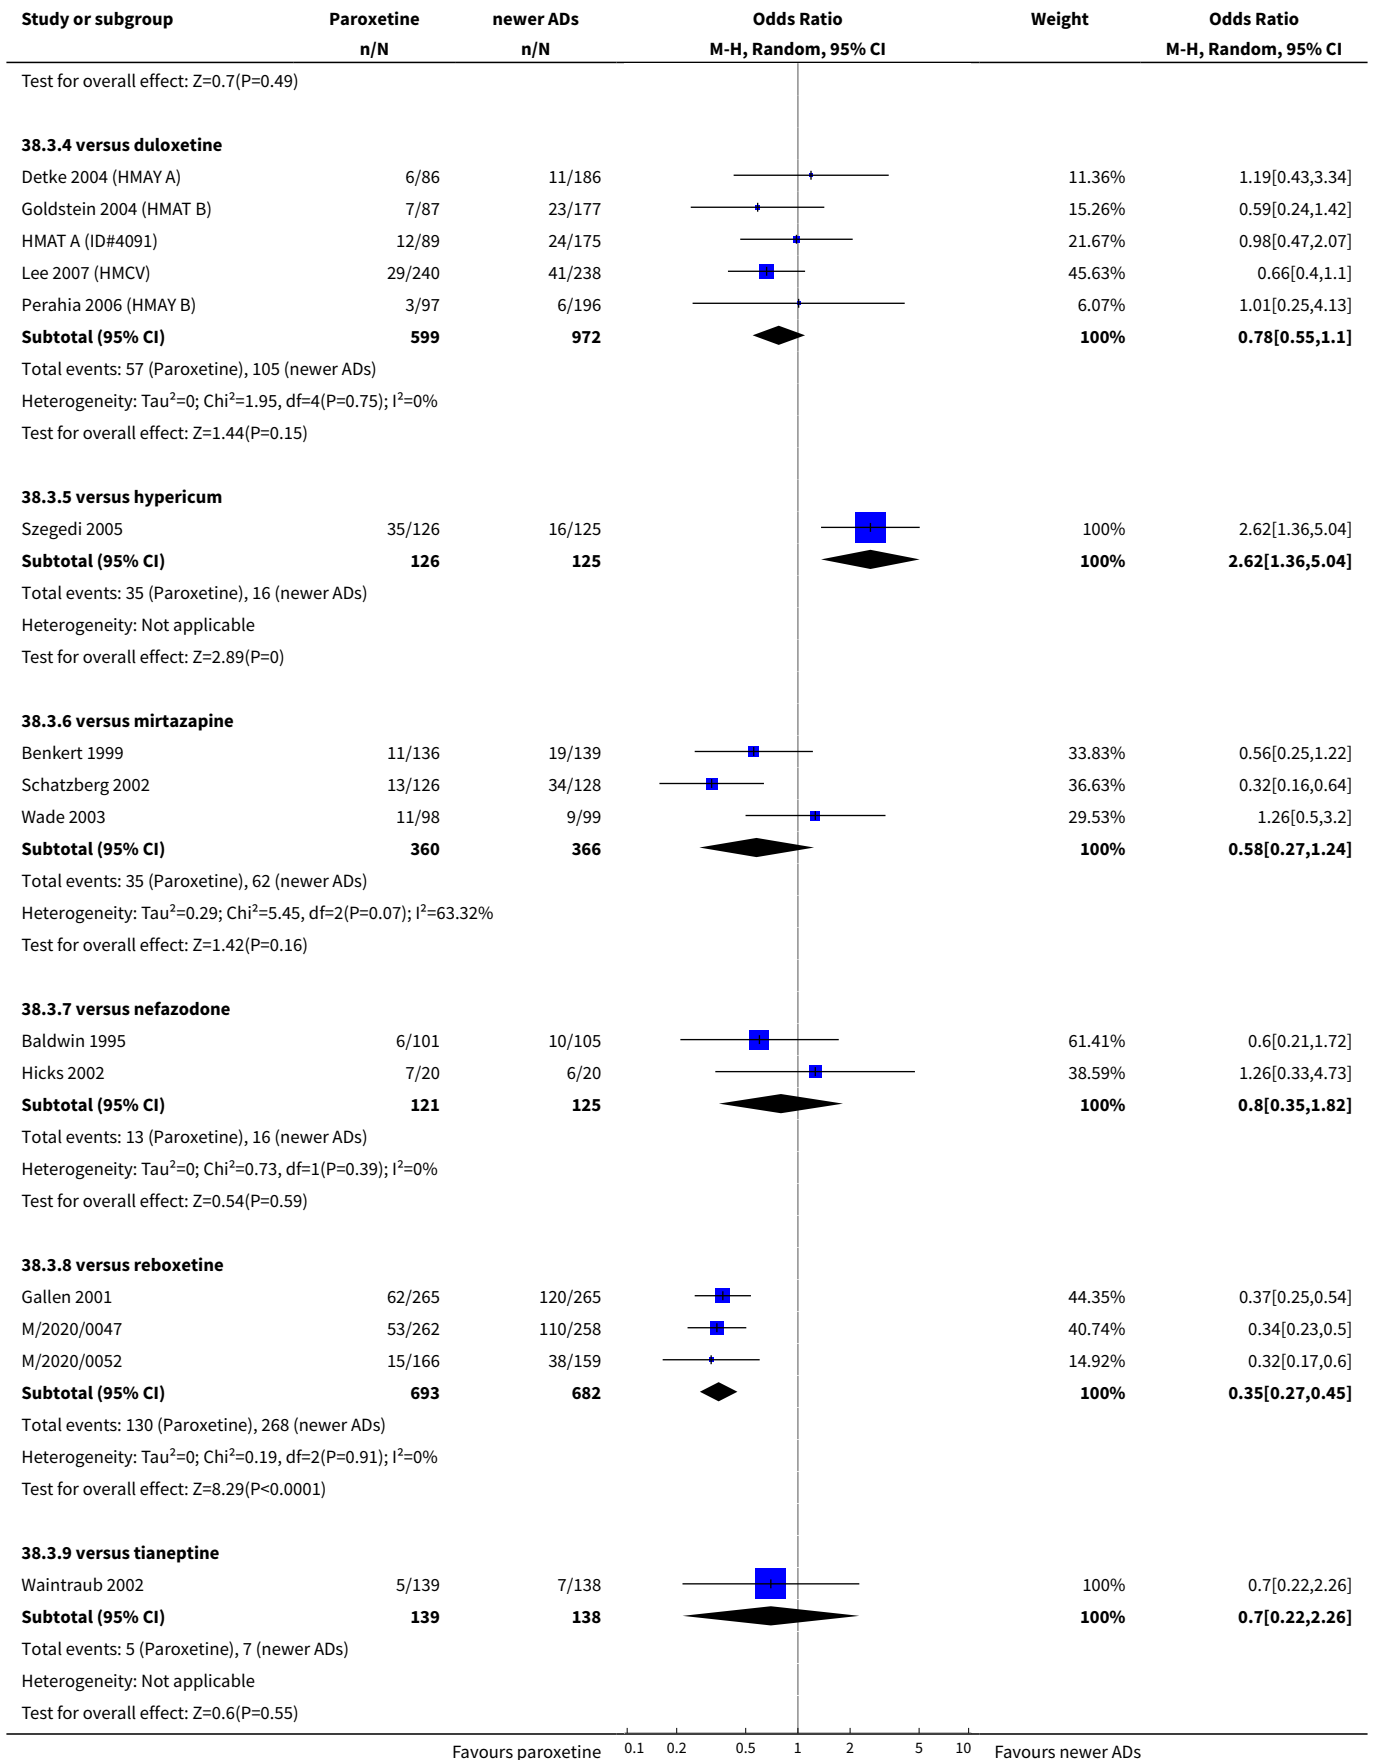 Study or subgroup Paroxetine newer ADs Odds Ratio Weight Odds Ratio
n/N n/N M-H, Random, 95% CI M-H, Random, 95% CI
Test for overall effect: Z=0.7(P=0.49)
38.3.4 versus duloxetine
Detke 2004 (HMAY A) 6/86 11/186 11.36% 1.19[0.43,3.34]
Goldstein 2004 (HMAT B) 7/87 23/177 15.26% 0.59[0.24,1.42]
HMAT A (ID#4091) 12/89 24/175 21.67% 0.98[0.47,2.07]
Lee 2007 (HMCV) 29/240 41/238 45.63% 0.66[0.4,1.1]
Perahia 2006 (HMAY B) 3/97 6/196 6.07% 1.01[0.25,4.13]
Subtotal (95% CI) 599 972 100% 0.78[0.55,1.1]
Total events: 57 (Paroxetine), 105 (newer ADs)
Heterogeneity: Tau²=0; Chi²=1.95, df=4(P=0.75); I²=0%
Test for overall effect: Z=1.44(P=0.15)
38.3.5 versus hypericum
Szegedi 2005 35/126 16/125 100% 2.62[1.36,5.04]
Subtotal (95% CI) 126 125 100% 2.62[1.36,5.04]
Total events: 35 (Paroxetine), 16 (newer ADs)
Heterogeneity: Not applicable
Test for overall effect: Z=2.89(P=0)
38.3.6 versus mirtazapine
Benkert 1999 11/136 19/139 33.83% 0.56[0.25,1.22]
Schatzberg 2002 13/126 34/128 36.63% 0.32[0.16,0.64]
Wade 2003 11/98 9/99 29.53% 1.26[0.5,3.2]
Subtotal (95% CI) 360 366 100% 0.58[0.27,1.24]
Total events: 35 (Paroxetine), 62 (newer ADs)
Heterogeneity: Tau²=0.29; Chi²=5.45, df=2(P=0.07); I²=63.32%
Test for overall effect: Z=1.42(P=0.16)
38.3.7 versus nefazodone
Baldwin 1995 6/101 10/105 61.41% 0.6[0.21,1.72]
Hicks 2002 7/20 6/20 38.59% 1.26[0.33,4.73]
Subtotal (95% CI) 121 125 100% 0.8[0.35,1.82]
Total events: 13 (Paroxetine), 16 (newer ADs)
Heterogeneity: Tau²=0; Chi²=0.73, df=1(P=0.39); I²=0%
Test for overall effect: Z=0.54(P=0.59)
38.3.8 versus reboxetine
Gallen 2001 62/265 120/265 44.35% 0.37[0.25,0.54]
M/2020/0047 53/262 110/258 40.74% 0.34[0.23,0.5]
M/2020/0052 15/166 38/159 14.92% 0.32[0.17,0.6]
Subtotal (95% CI) 693 682 100% 0.35[0.27,0.45]
Total events: 130 (Paroxetine), 268 (newer ADs)
Heterogeneity: Tau²=0; Chi²=0.19, df=2(P=0.91); I²=0%
Test for overall effect: Z=8.29(P<0.0001)
38.3.9 versus tianeptine
Waintraub 2002 5/139 7/138 100% 0.7[0.22,2.26]
Subtotal (95% CI) 139 138 100% 0.7[0.22,2.26]
Total events: 5 (Paroxetine), 7 (newer ADs)
Heterogeneity: Not applicable
Test for overall effect: Z=0.6(P=0.55)
Favours paroxetine 0.1 0.2 0.5 1 2 5 10 Favours newer ADs